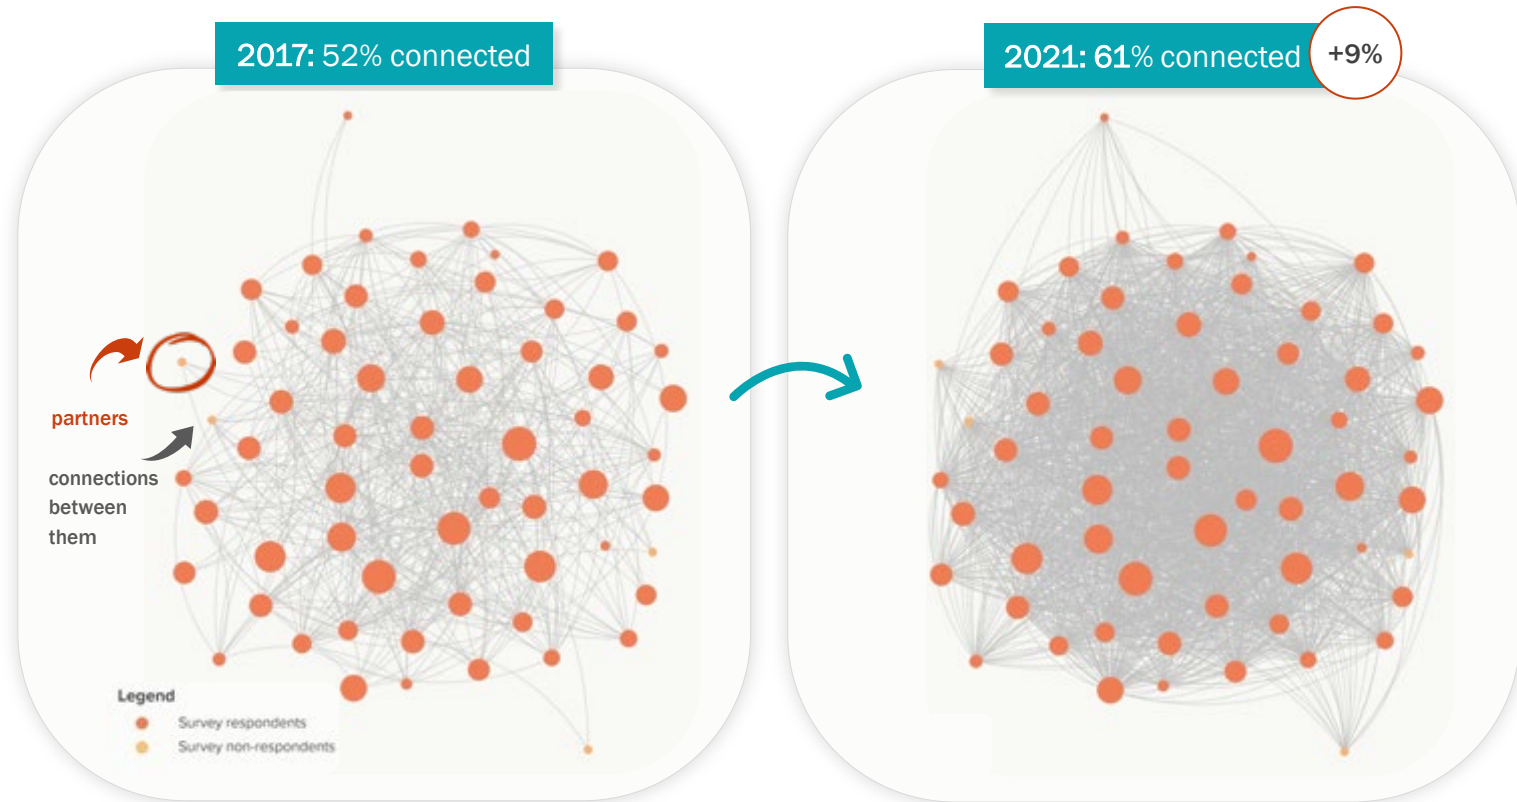 2017: 52% connected
2021: 61% connected
+9%
partners
connections
between
them
Legend
Survey respondents
Survey non-respondents